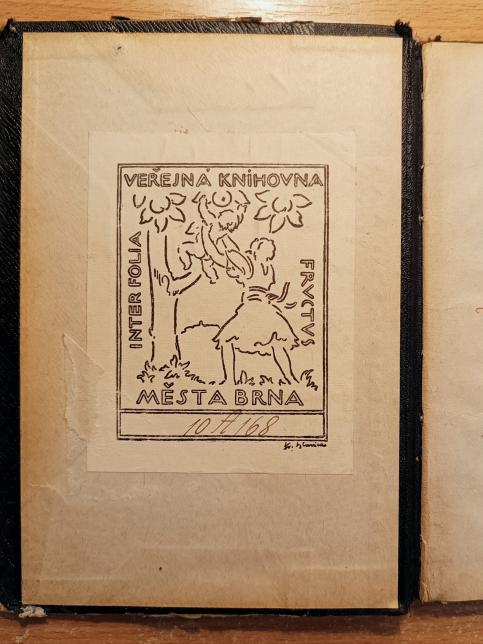 VEŘEJNÁ KNIHOVNA
INTER FOLIA
FRVCTVS
MĚSTA BRNA
10 A 168